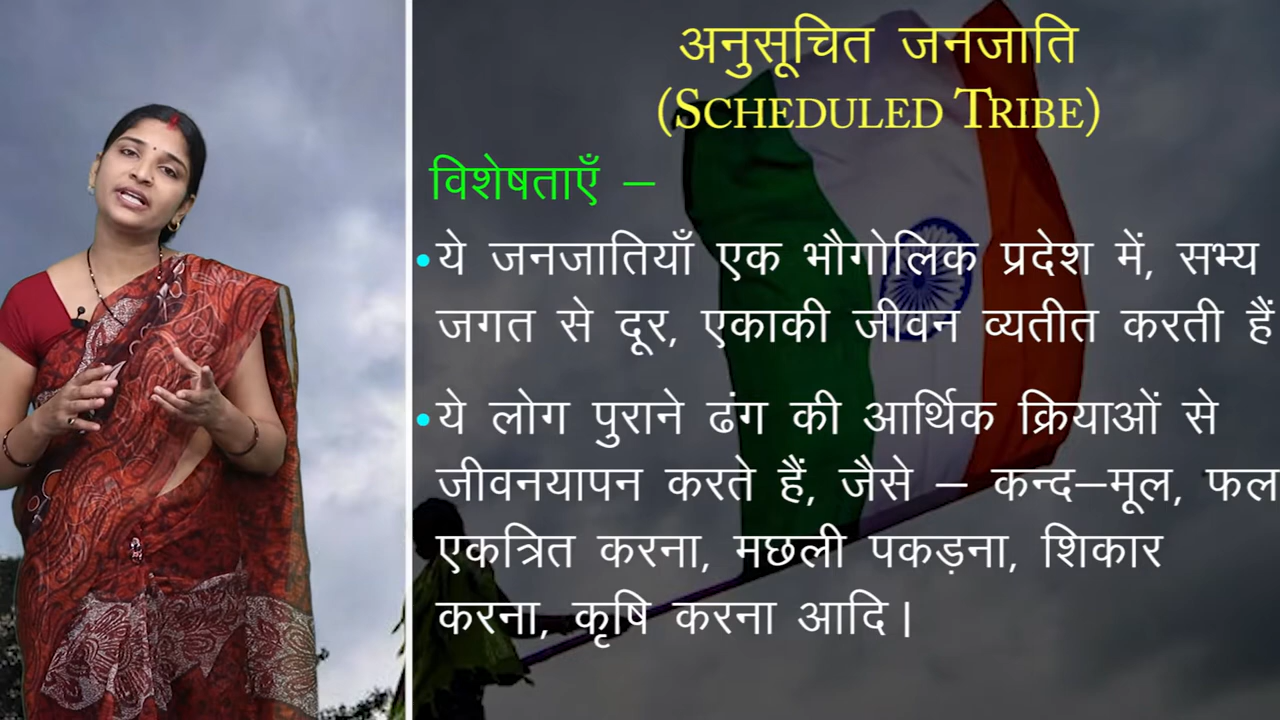 अनुसूचित जनजाति
(SCHEDULED TRIBE)
विशेषताएँ –
•ये जनजातियाँ एक भौगोलिक प्रदेश में, सभ्य
जगत से दूर, एकाकी जीवन व्यतीत करती हैं
•ये लोग पुराने ढंग की आर्थिक क्रियाओं से
जीवनयापन करते हैं, जैसे – कन्द–मूल, फल
एकत्रित करना, मछली पकड़ना, शिकार
करना, कृषि करना आदि।